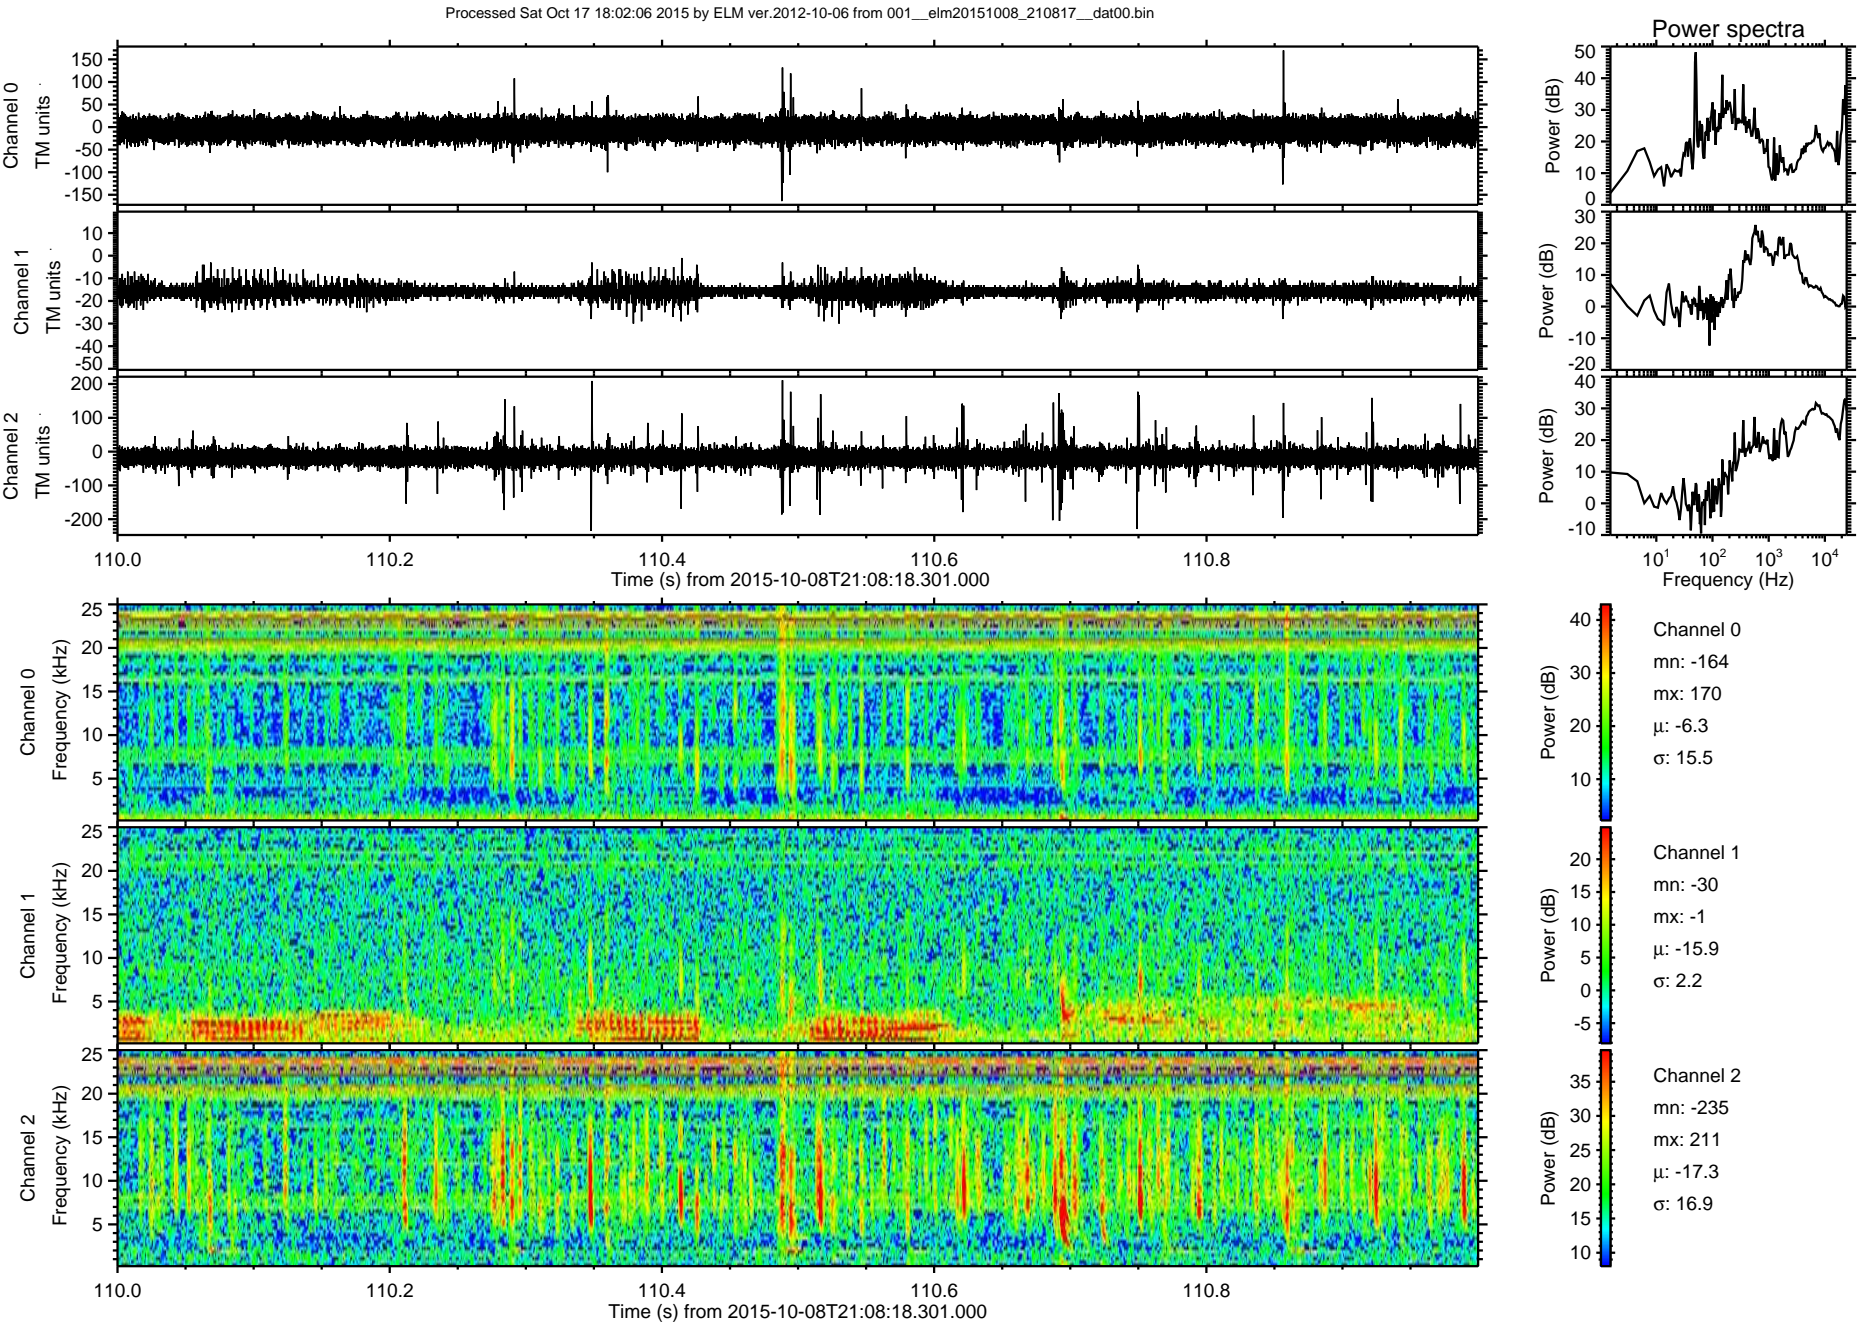 Processed Sat Oct 17 18:02:06 2015 by ELM ver.2012-10-06 from 001__elm20151008_210817__dat00.bin
Power spectra
Channel 0
TM units
150
100
50
0
-50
-100
-150
Power (dB)
50
40
30
20
10
0
Channel 1
TM units
10
0
-10
-20
-30
-40
-50
Power (dB)
30
20
10
0
-10
-20
Channel 2
TM units
200
100
0
-100
-200
Power (dB)
40
30
20
10
0
-10
110.0 110.2 110.4 110.6 110.8
Time (s) from 2015-10-08T21:08:18.301.000
10¹ 10² 10³ 10⁴
Frequency (Hz)
Channel 0
Frequency (kHz)
25
20
15
10
5
Power (dB)
40
30
20
10
Channel 0
mn: -164
mx: 170
μ: -6.3
σ: 15.5
Channel 1
Frequency (kHz)
25
20
15
10
5
Power (dB)
20
15
10
5
0
-5
Channel 1
mn: -30
mx: -1
μ: -15.9
σ: 2.2
Channel 2
Frequency (kHz)
25
20
15
10
5
Power (dB)
35
30
25
20
15
10
Channel 2
mn: -235
mx: 211
μ: -17.3
σ: 16.9
110.0 110.2 110.4 110.6 110.8
Time (s) from 2015-10-08T21:08:18.301.000